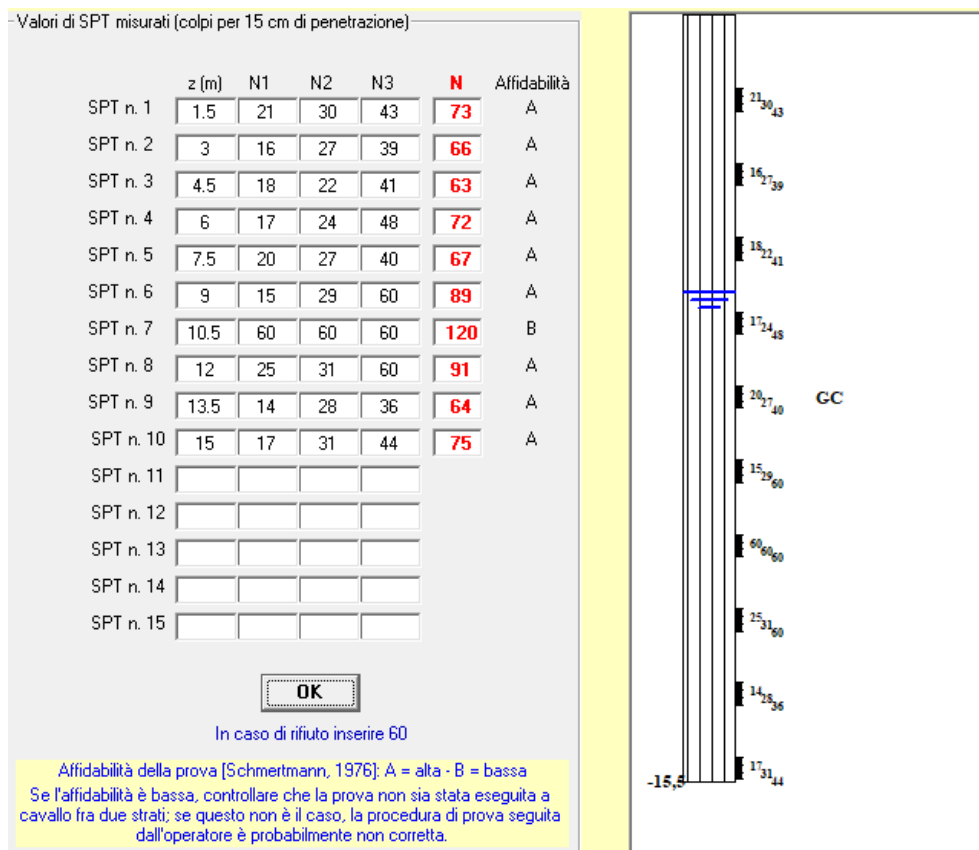 Valori di SPT misurati (colpi per 15 cm di penetrazione)
z (m) N1 N2 N3 N Affidabilità
SPT n. 1 1.5 21 30 43 73 A
SPT n. 2 3 16 27 39 66 A
SPT n. 3 4.5 18 22 41 63 A
SPT n. 4 6 17 24 48 72 A
SPT n. 5 7.5 20 27 40 67 A
SPT n. 6 9 15 29 60 89 A
SPT n. 7 10.5 60 60 60 120 B
SPT n. 8 12 25 31 60 91 A
SPT n. 9 13.5 14 28 36 64 A
SPT n. 10 15 17 31 44 75 A
SPT n. 11
SPT n. 12
SPT n. 13
SPT n. 14
SPT n. 15
OK
In caso di rifiuto inserire 60
Affidabilità della prova [Schmertmann, 1976]: A = alta - B = bassa
Se l'affidabilità è bassa, controllare che la prova non sia stata eseguita a
cavallo fra due strati; se questo non è il caso, la procedura di prova seguita
dall'operatore è probabilmente non corretta.
21 30 43
16 27 39
18 22 41
17 24 48
20 27 40
GC
15 29 60
60 60 60
25 31 60
14 28 36
17 31 44
-15,5